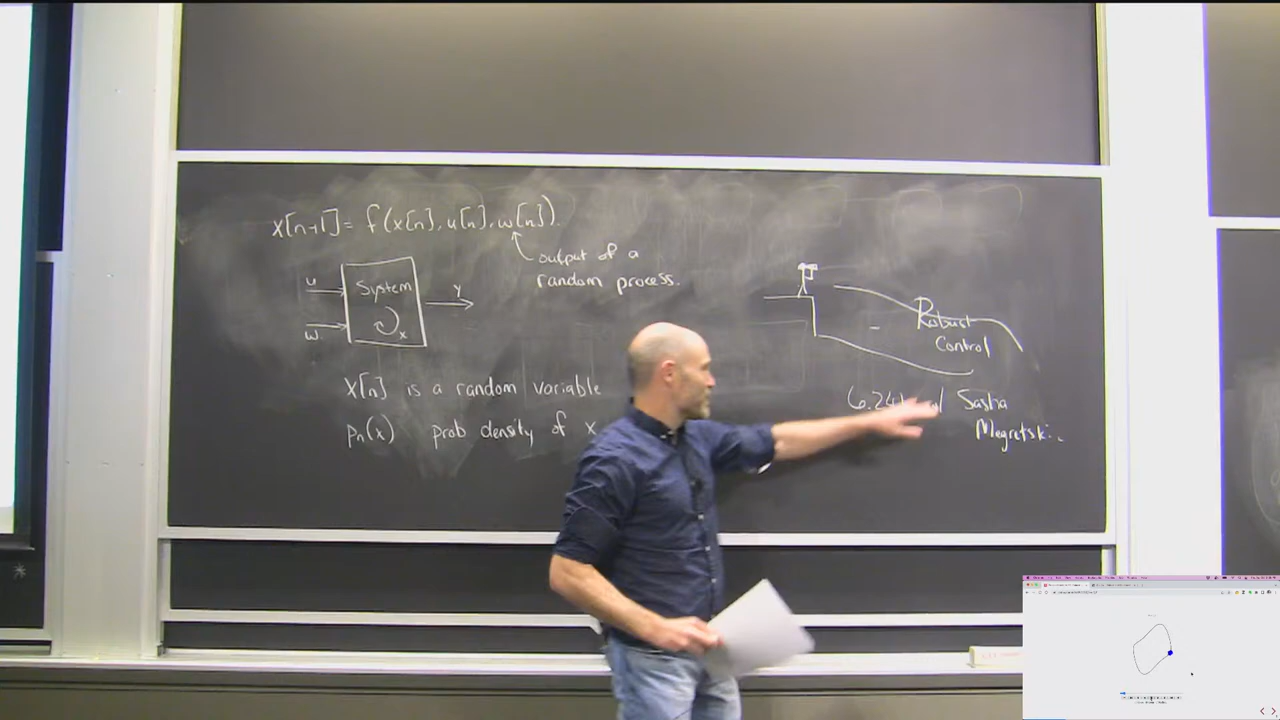 x[n+1] = f(x[n], u[n], w[n]).
output of a
random process.
u
System
y
w
x
X[n] is a random variable
pₙ(x) prob density of x
Robust
Control
Sasha
Megretski.